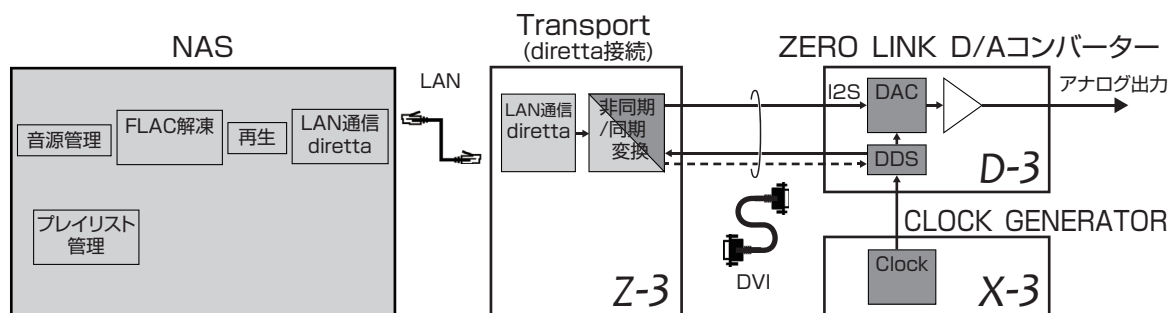 NAS
音源管理
FLAC解凍
再生
LAN通信
diretta
プレイリスト
管理
LAN
Transport
(diretta接続)
LAN通信
diretta
非同期
/同期
変換
Z-3
DVI
ZERO LINK D/Aコンバーター
I2S
DAC
DDS
D-3
アナログ出力
CLOCK GENERATOR
Clock
X-3